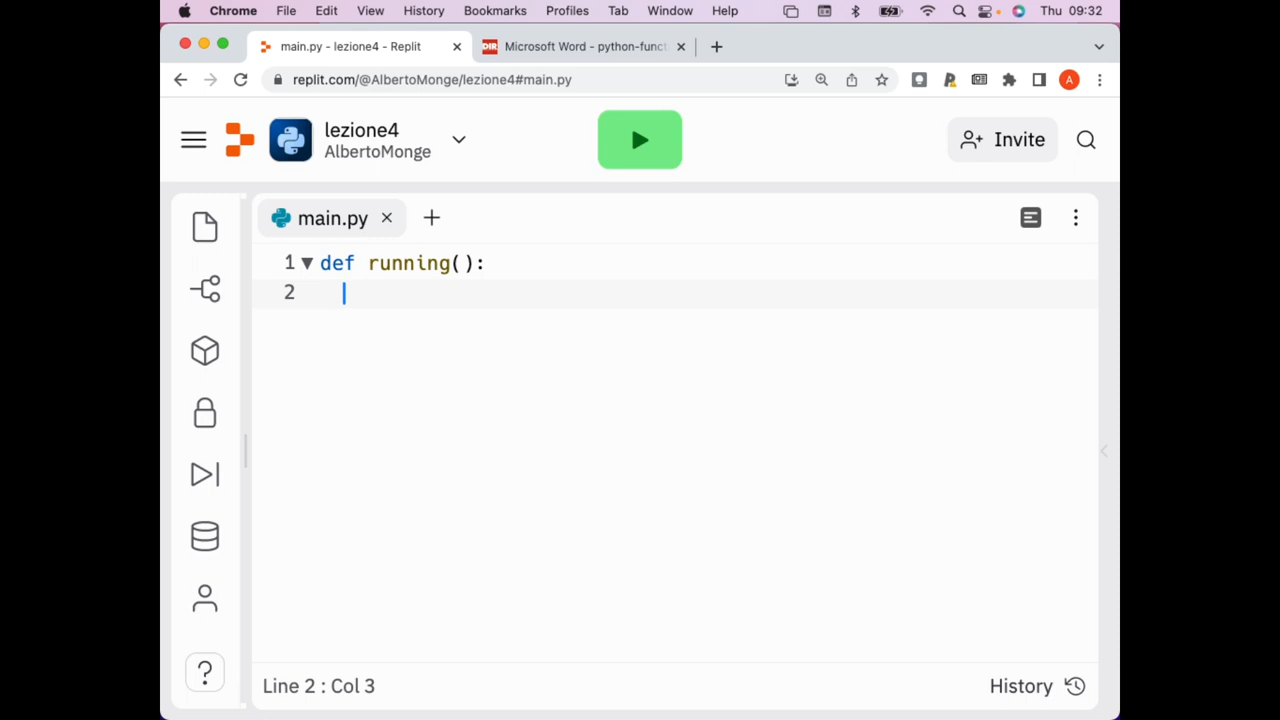 Chrome File Edit View History Bookmarks Profiles Tab Window Help Thu 09:32
main.py - lezione4 - Replit DIR Microsoft Word - python-funct
replit.com/@AlbertoMonge/lezione4#main.py A
lezione4
AlbertoMonge
Invite
main.py
1 def running():
2
?
Line 2 : Col 3 History